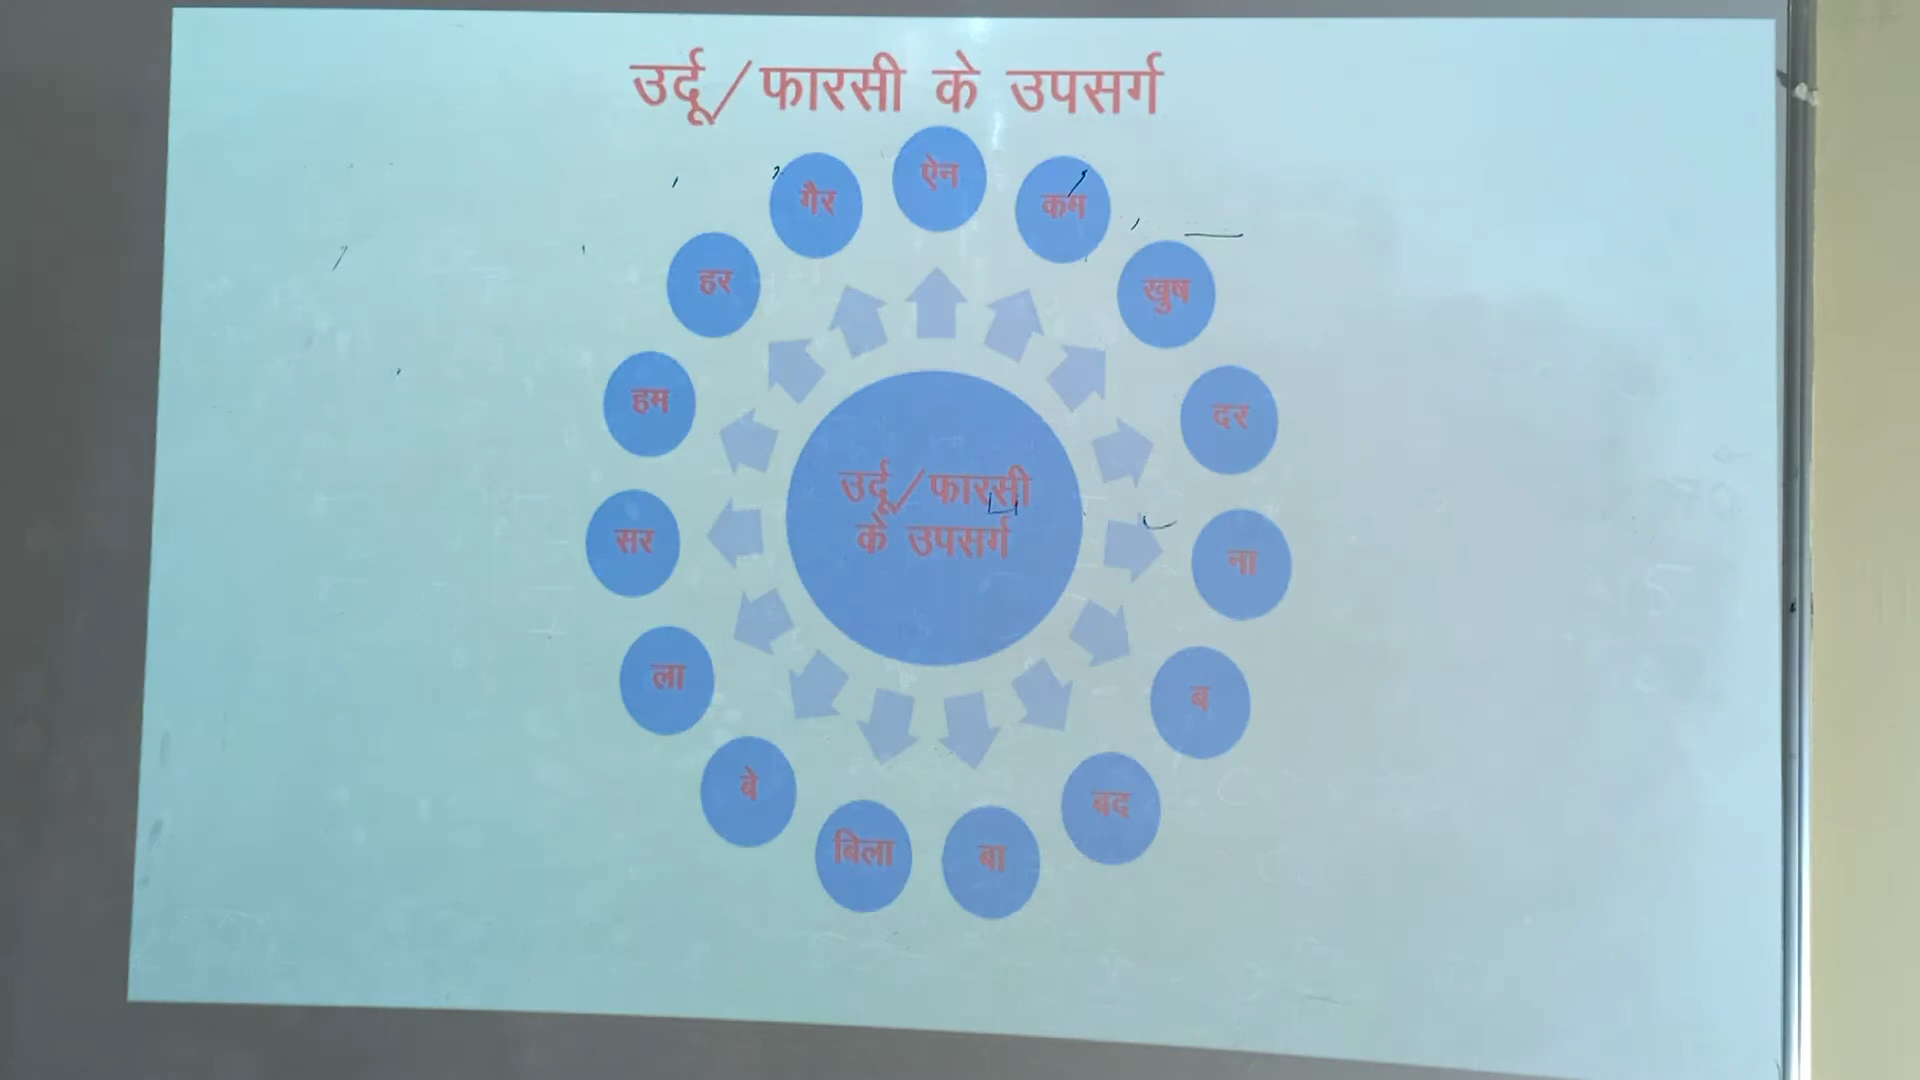 उर्दू/फारसी के उपसर्ग
ऐन
कम
खुष
दर
ना
ब
बद
बा
बिला
बे
ला
सर
हम
हर
गैर
उर्दू/फारसी
के उपसर्ग